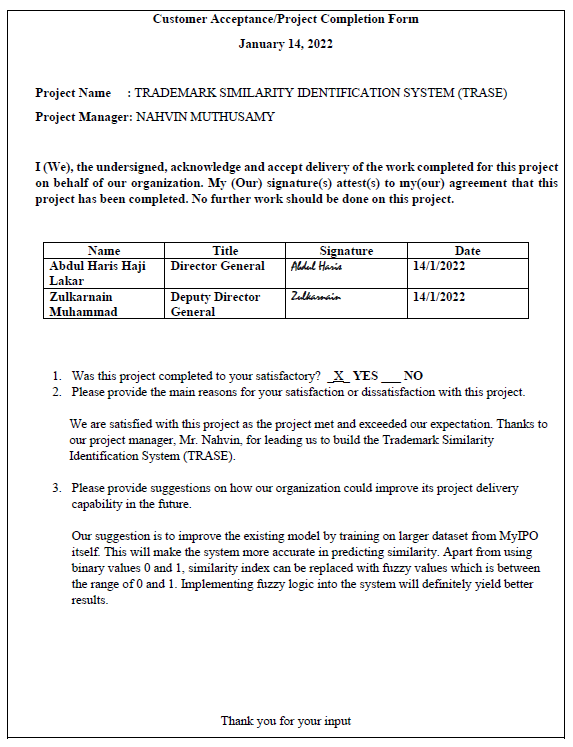 Customer Acceptance/Project Completion Form
January 14, 2022
Project Name : TRADEMARK SIMILARITY IDENTIFICATION SYSTEM (TRASE)
Project Manager: NAHVIN MUTHUSAMY
I (We), the undersigned, acknowledge and accept delivery of the work completed for this project
on behalf of our organization. My (Our) signature(s) attest(s) to my(our) agreement that this
project has been completed. No further work should be done on this project.
Name Title Signature Date
Abdul Haris Haji Director General Abdul Haris 14/1/2022
Lakar
Zulkarnain Deputy Director Zulkarnain 14/1/2022
Muhammad General
1. Was this project completed to your satisfactory? _X_ YES ___ NO
2. Please provide the main reasons for your satisfaction or dissatisfaction with this project.
We are satisfied with this project as the project met and exceeded our expectation. Thanks to
our project manager, Mr. Nahvin, for leading us to build the Trademark Similarity
Identification System (TRASE).
3. Please provide suggestions on how our organization could improve its project delivery
capability in the future.
Our suggestion is to improve the existing model by training on larger dataset from MyIPO
itself. This will make the system more accurate in predicting similarity. Apart from using
binary values 0 and 1, similarity index can be replaced with fuzzy values which is between
the range of 0 and 1. Implementing fuzzy logic into the system will definitely yield better
results.
Thank you for your input